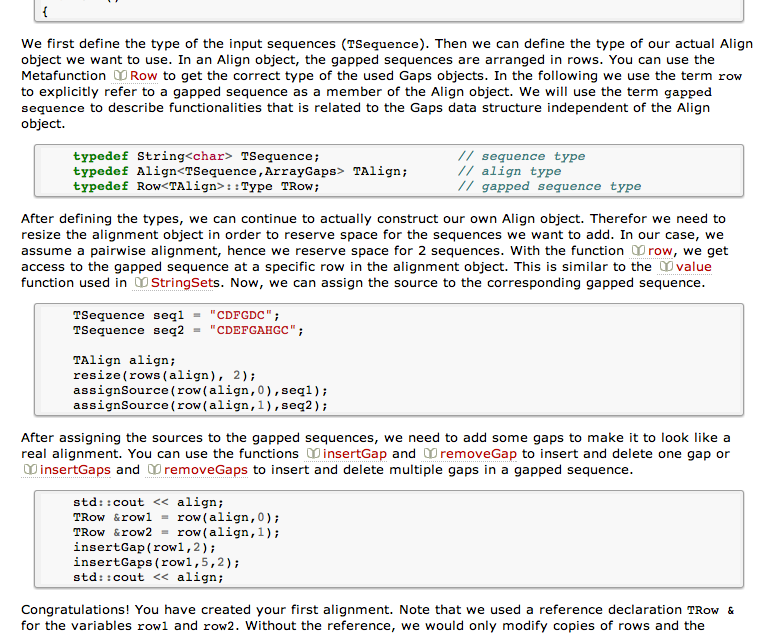 {
We first define the type of the input sequences (TSequence). Then we can define the type of our actual Align
object we want to use. In an Align object, the gapped sequences are arranged in rows. You can use the
Metafunction Row to get the correct type of the used Gaps objects. In the following we use the term row
to explicitly refer to a gapped sequence as a member of the Align object. We will use the term gapped
sequence to describe functionalities that is related to the Gaps data structure independent of the Align
object.
typedef String<char> TSequence; // sequence type
typedef Align<TSequence,ArrayGaps> TAlign; // align type
typedef Row<TAlign>::Type TRow; // gapped sequence type
After defining the types, we can continue to actually construct our own Align object. Therefor we need to
resize the alignment object in order to reserve space for the sequences we want to add. In our case, we
assume a pairwise alignment, hence we reserve space for 2 sequences. With the function row, we get
access to the gapped sequence at a specific row in the alignment object. This is similar to the value
function used in StringSets. Now, we can assign the source to the corresponding gapped sequence.
TSequence seq1 = "CDFGDC";
TSequence seq2 = "CDEFGAHGC";
TAlign align;
resize(rows(align), 2);
assignSource(row(align,0),seq1);
assignSource(row(align,1),seq2);
After assigning the sources to the gapped sequences, we need to add some gaps to make it to look like a
real alignment. You can use the functions insertGap and removeGap to insert and delete one gap or
insertGaps and removeGaps to insert and delete multiple gaps in a gapped sequence.
std::cout << align;
TRow &row1 = row(align,0);
TRow &row2 = row(align,1);
insertGap(row1,2);
insertGaps(row1,5,2);
std::cout << align;
Congratulations! You have created your first alignment. Note that we used a reference declaration TRow &
for the variables row1 and row2. Without the reference, we would only modify copies of rows and the